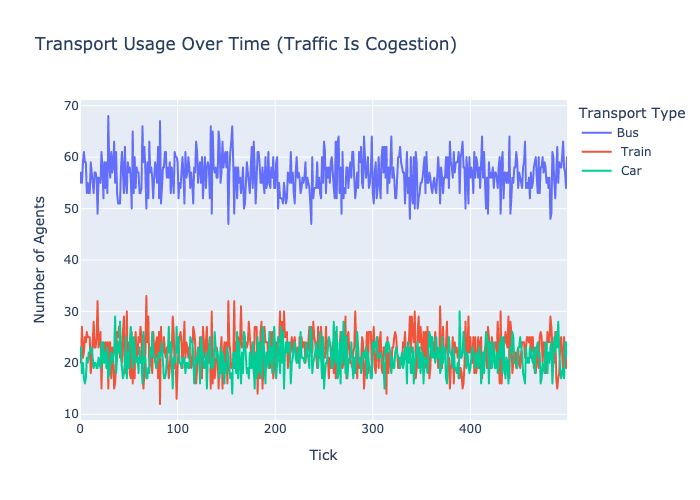 Transport Usage Over Time (Traffic Is Cogestion)
Transport Type
Bus
Train
Car
Number of Agents
70
60
50
40
30
20
10
0
100
200
300
400
Tick